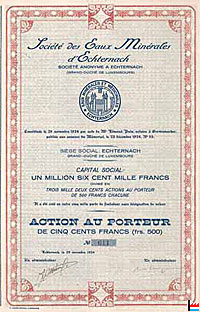 Société des Eaux Minérales
d'Echternach
SOCIÉTÉ ANONYME A ECHTERNACH
(GRAND-DUCHÉ DE LUXEMBOURG)
SIÈGE SOCIAL: ECHTERNACH
GRAND-DUCHÉ DE LUXEMBOURG
CAPITAL SOCIAL:
UN MILLION SIX CENT MILLE FRANCS
DIVISÉ EN
TROIS MILLE DEUX CENTS ACTIONS AU PORTEUR
DE 500 FRANCS CHACUNE
ACTION AU PORTEUR
DE CINQ CENTS FRANCS (frs. 500)